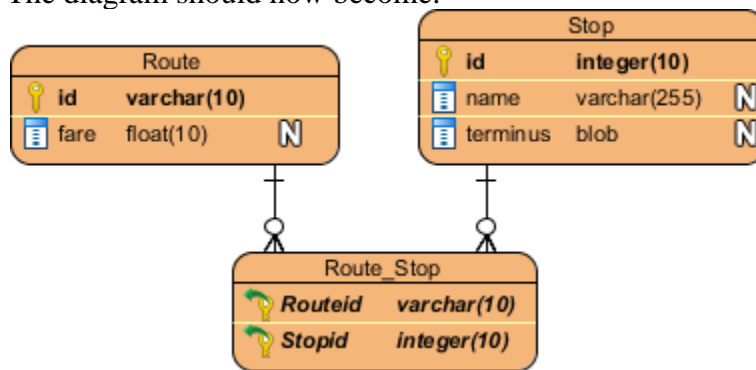 The diagram should now become:
Route
id varchar(10)
fare float(10) N
Stop
id integer(10)
name varchar(255) N
terminus blob N
Route_Stop
Routeid varchar(10)
Stopid integer(10)